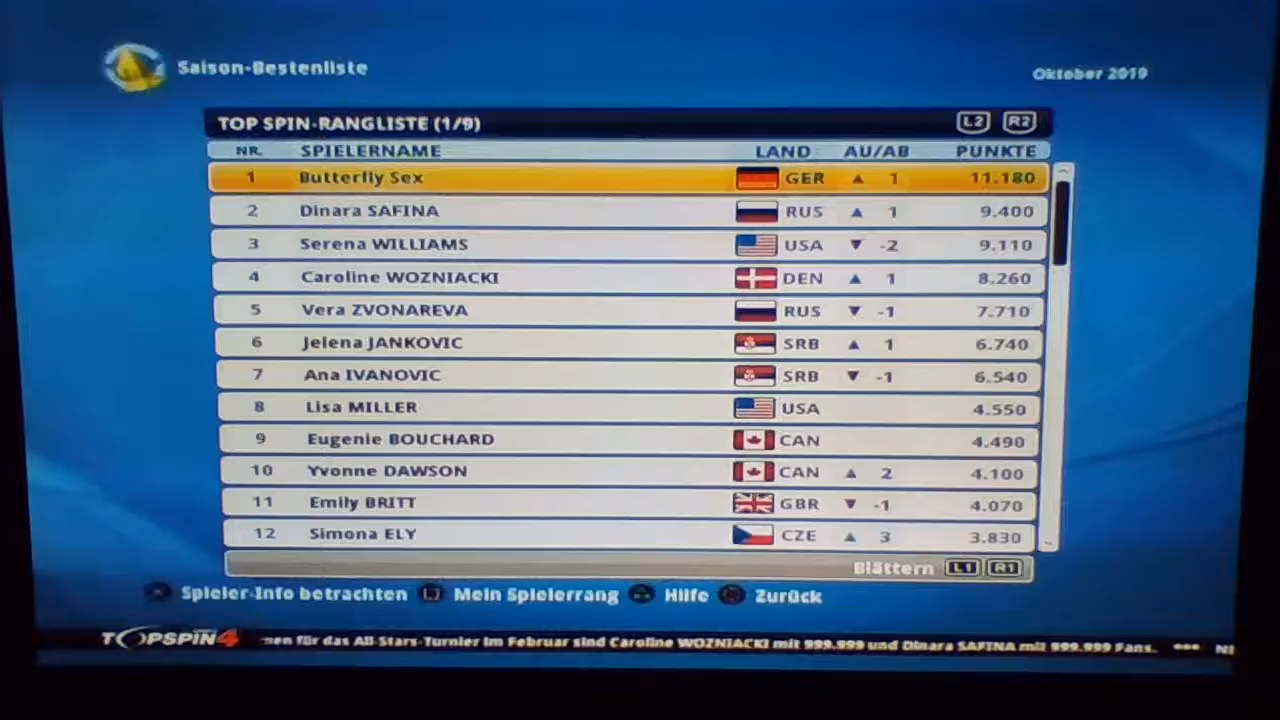 Saison-Bestenliste
Oktober 2019
TOP SPIN-RANGLISTE (1/9) L2 R2
NR. SPIELERNAME LAND AU/AB PUNKTE
1 Butterfly Sex GER ▲ 1 11.180
2 Dinara SAFINA RUS ▲ 1 9.400
3 Serena WILLIAMS USA ▼ -2 9.110
4 Caroline WOZNIACKI DEN ▲ 1 8.260
5 Vera ZVONAREVA RUS ▼ -1 7.710
6 Jelena JANKOVIC SRB ▲ 1 6.740
7 Ana IVANOVIC SRB ▼ -1 6.540
8 Lisa MILLER USA 4.550
9 Eugenie BOUCHARD CAN 4.490
10 Yvonne DAWSON CAN ▲ 2 4.100
11 Emily BRITT GBR ▼ -1 4.070
12 Simona ELY CZE ▲ 3 3.830
Blättern L1 R1
Spieler-Info betrachten Mein Spielerrang Hilfe Zurück
TOPSPIN 4 für das All-Stars-Turnier im Februar sind Caroline WOZNIACKI mit 999.999 und Dinara SAFINA mit 999.999 Fans. ***